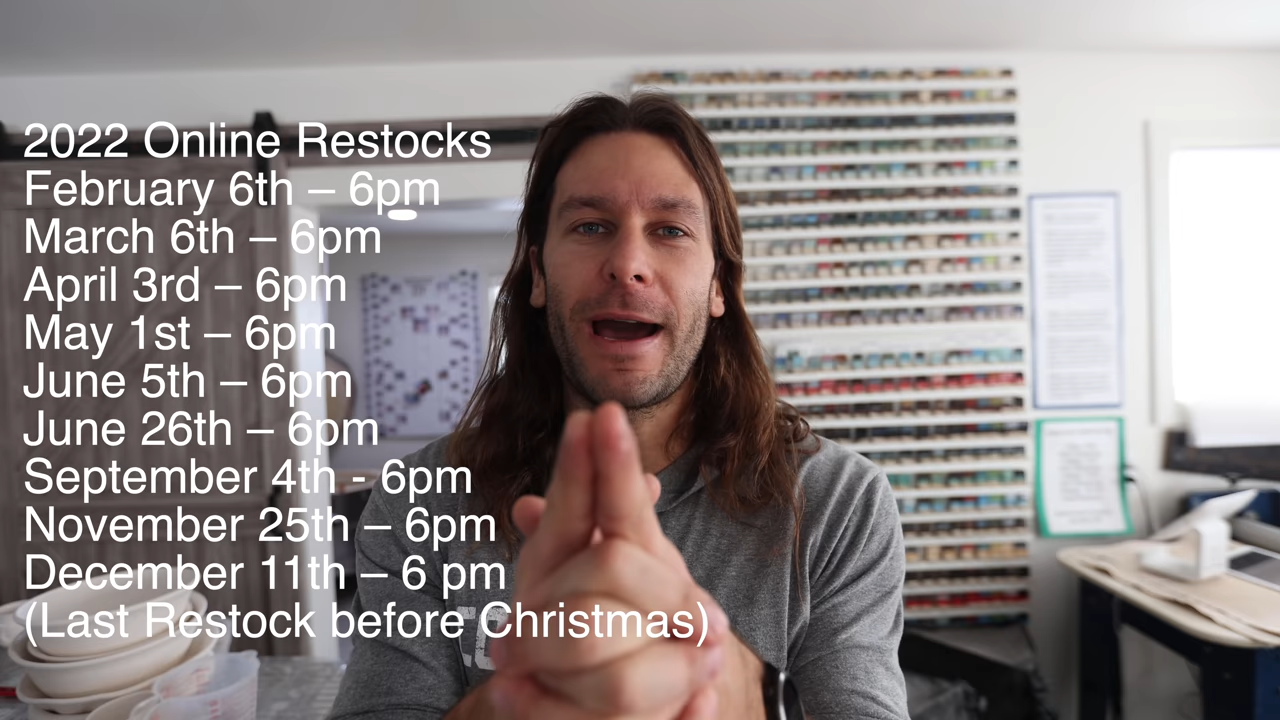 2022 Online Restocks
February 6th – 6pm
March 6th – 6pm
April 3rd – 6pm
May 1st – 6pm
June 5th – 6pm
June 26th – 6pm
September 4th - 6pm
November 25th – 6pm
December 11th – 6 pm
(Last Restock before Christmas)